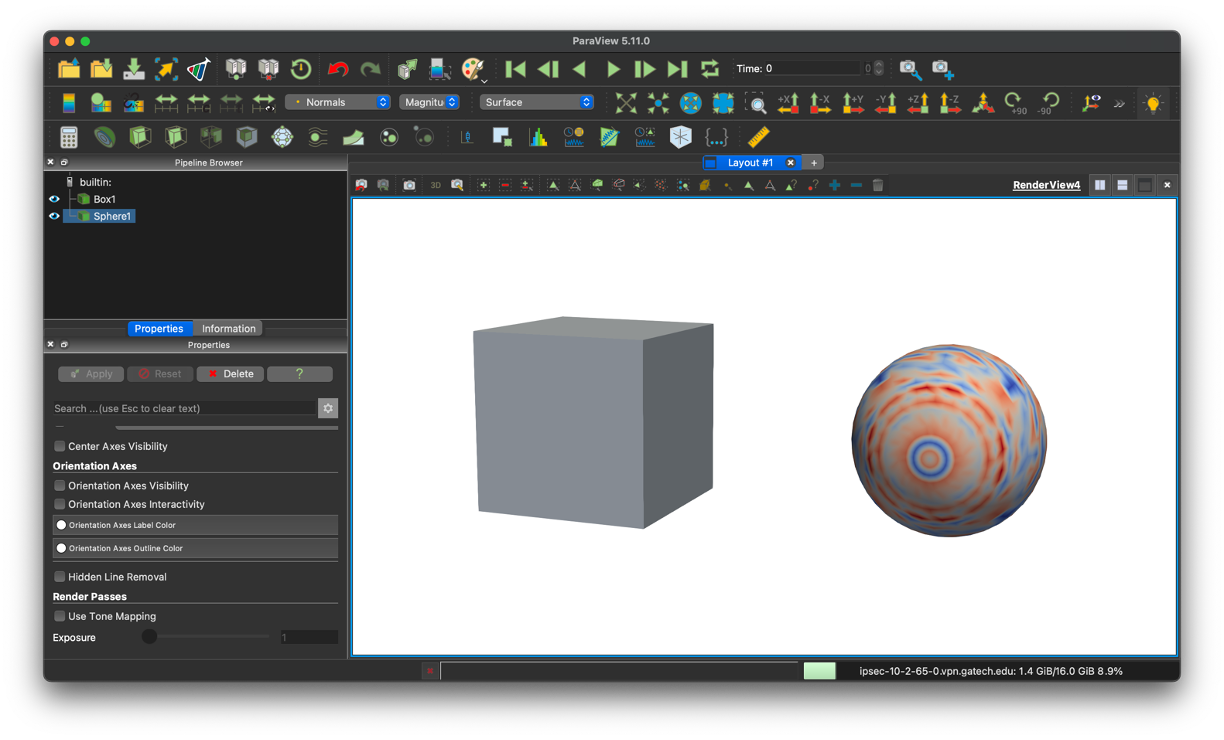 ParaView 5.11.0
Time: 0
0
Normals
Magnitu
Surface
+X
-X
+Y
-Y
+Z
-Z
+90
-90
Pipeline Browser
Layout #1
+
builtin:
3D
RenderView4
Box1
Sphere1
Properties
Information
Properties
Apply
Reset
Delete
?
Search ...(use Esc to clear text)
Center Axes Visibility
Orientation Axes
Orientation Axes Visibility
Orientation Axes Interactivity
Orientation Axes Label Color
Orientation Axes Outline Color
Hidden Line Removal
Render Passes
Use Tone Mapping
Exposure
1
ipsec-10-2-65-0.vpn.gatech.edu: 1.4 GiB/16.0 GiB 8.9%